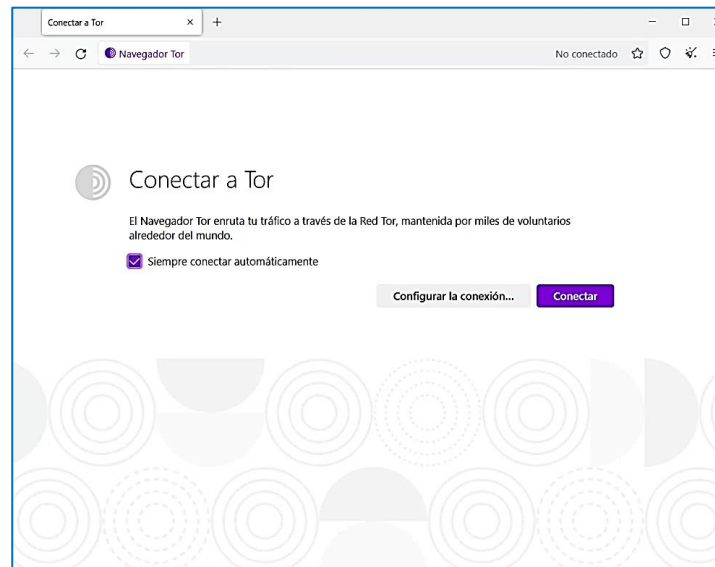 Conectar a Tor
Navegador Tor
No conectado
Conectar a Tor
El Navegador Tor enruta tu tráfico a través de la Red Tor, mantenida por miles de voluntarios
alrededor del mundo.
Siempre conectar automáticamente
Configurar la conexión... Conectar